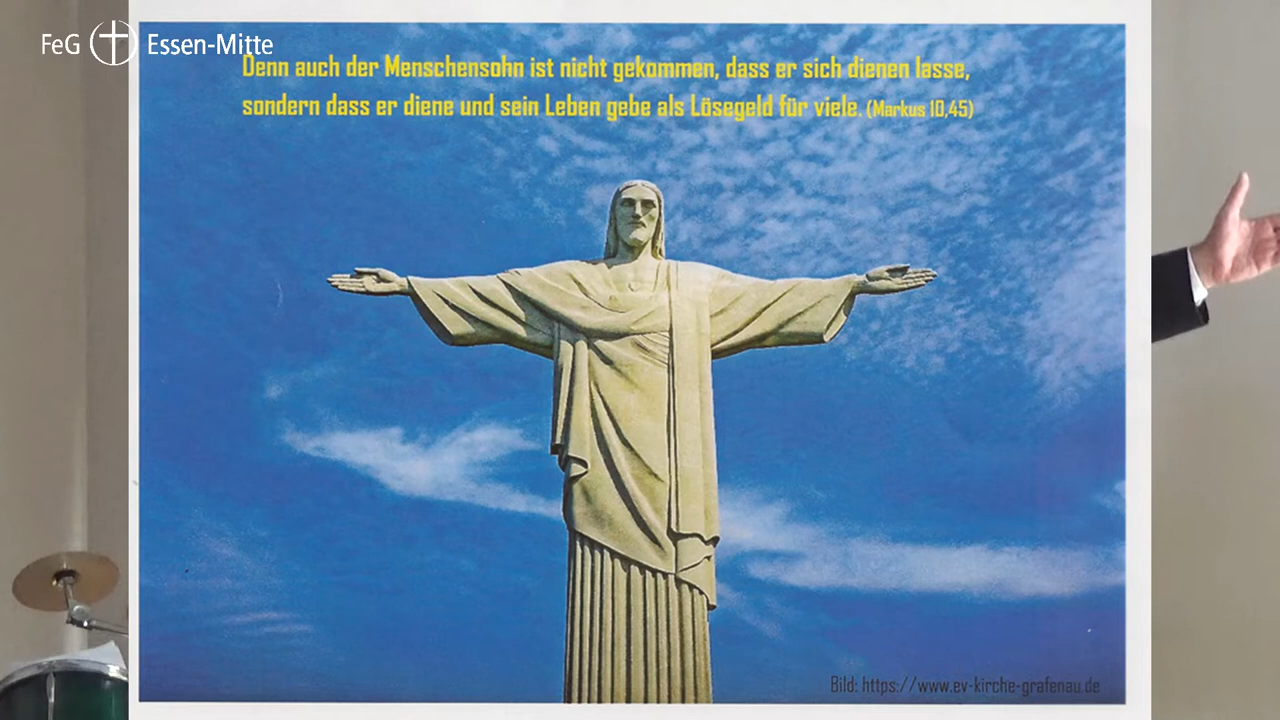 FeG Essen-Mitte
Denn auch der Menschensohn ist nicht gekommen, dass er sich dienen lasse,
sondern dass er diene und sein Leben gebe als Lösegeld für viele. (Markus 10,45)
Bild: https://www.ev-kirche-grafenau.de